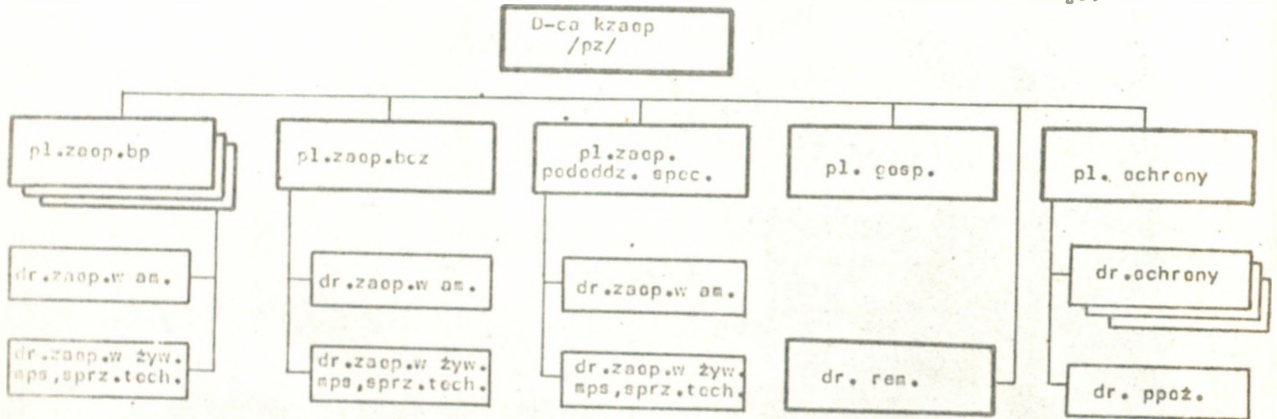 D-ca kzaop
/pz/
pl.zaop.bp
pl.zaop.bcz
pl.zaop.
pododdz. spec.
pl. gosp.
pl. ochrony
dr.zaop.w am.
dr.zaop.w am.
dr.zaop.w am.
dr.ochrony
dr.zaop.w żyw.
mps,sprz.tech.
dr.zaop.w żyw.
mps,sprz.tech.
dr.zaop.w żyw.
mps,sprz.tech.
dr. rem.
dr. ppoż.